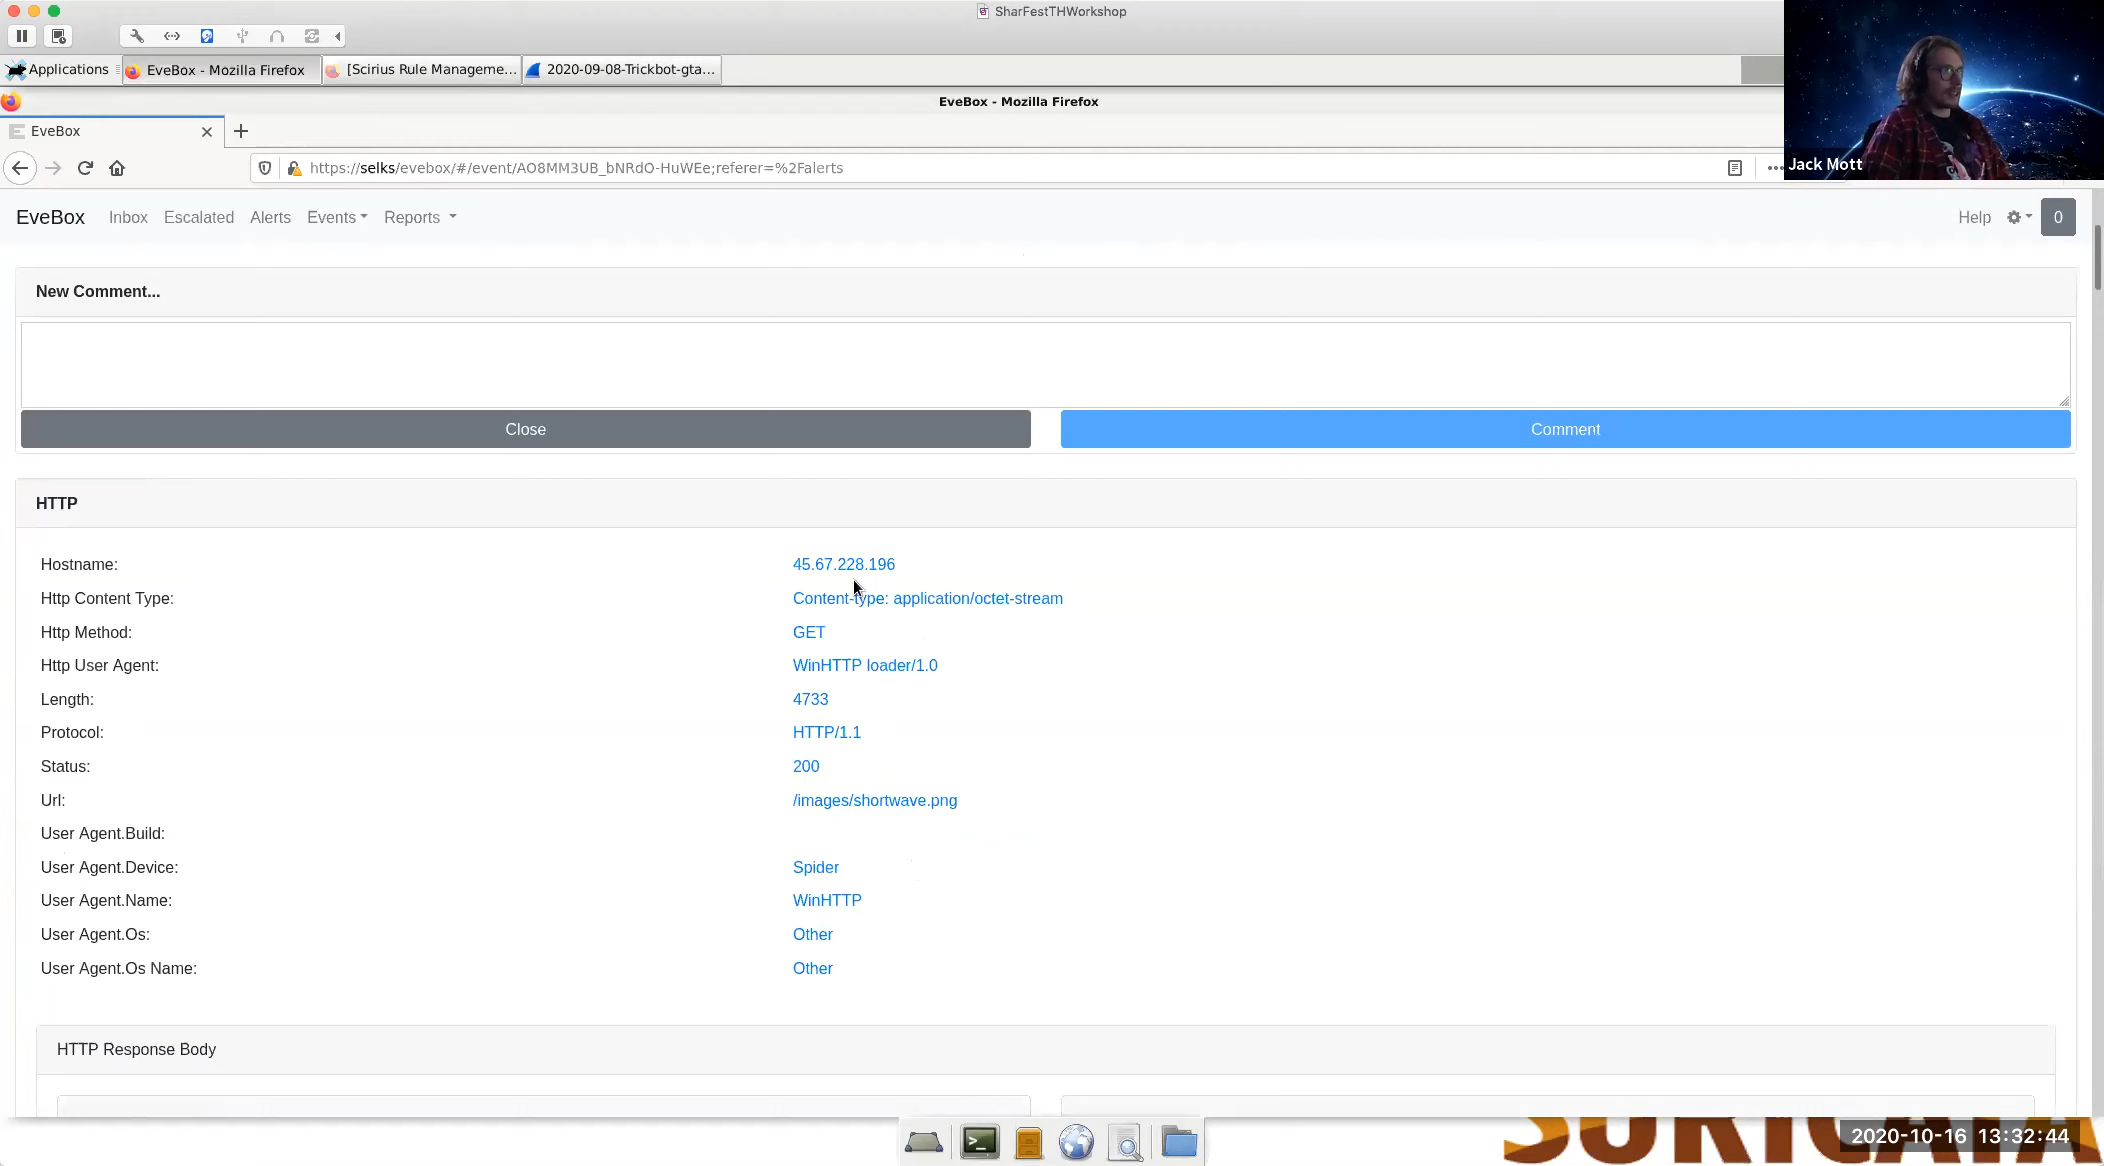 SharFestTHWorkshop
Applications
EveBox - Mozilla Firefox
[Scirius Rule Manageme...
2020-09-08-Trickbot-gta...
EveBox - Mozilla Firefox
EveBox
https://selks/evebox/#/event/AO8MM3UB_bNRdO-HuWEe;referer=%2Falerts
Jack Mott
EveBox Inbox Escalated Alerts Events Reports Help 0
New Comment...
Close Comment
HTTP
Hostname: 45.67.228.196
Http Content Type: Content-type: application/octet-stream
Http Method: GET
Http User Agent: WinHTTP loader/1.0
Length: 4733
Protocol: HTTP/1.1
Status: 200
Url: /images/shortwave.png
User Agent.Build:
User Agent.Device: Spider
User Agent.Name: WinHTTP
User Agent.Os: Other
User Agent.Os Name: Other
HTTP Response Body
SURICATA
2020-10-16 13:32:44